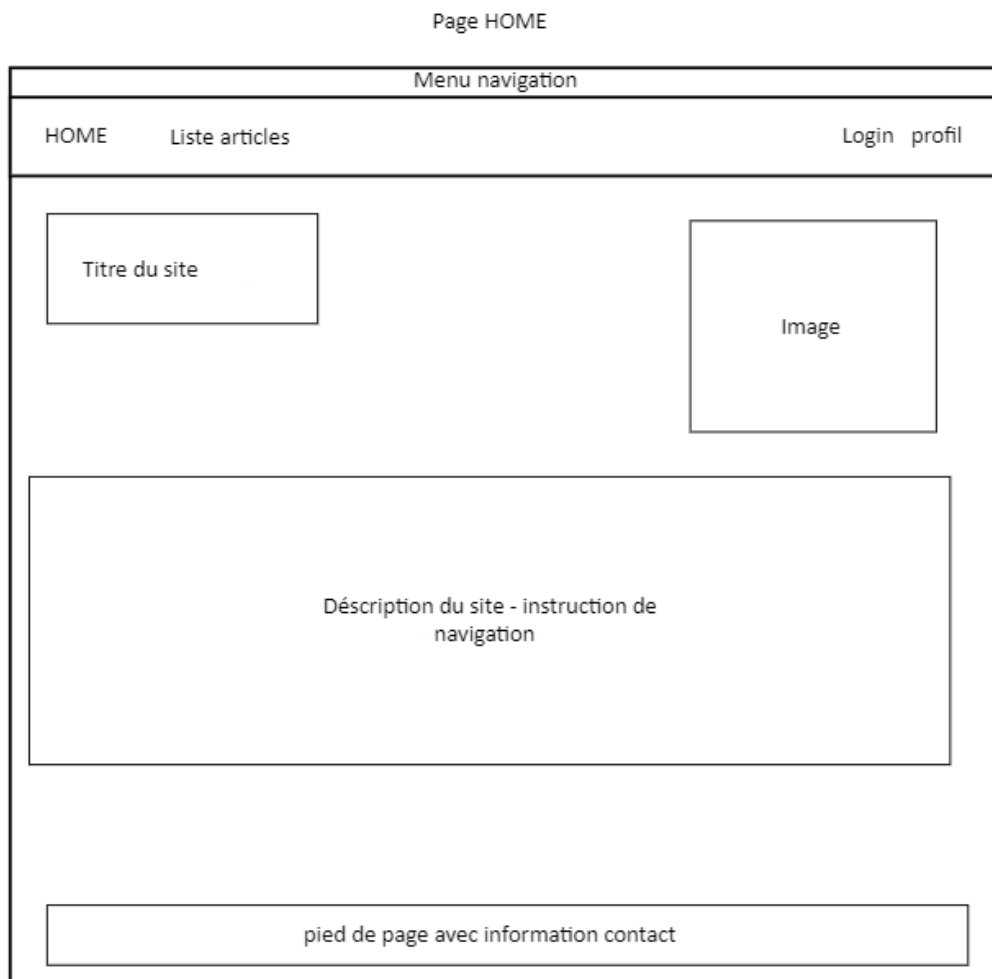 Page HOME
Menu navigation
HOME Liste articles Login profil
Titre du site
Image
Déscription du site - instruction de
navigation
pied de page avec information contact